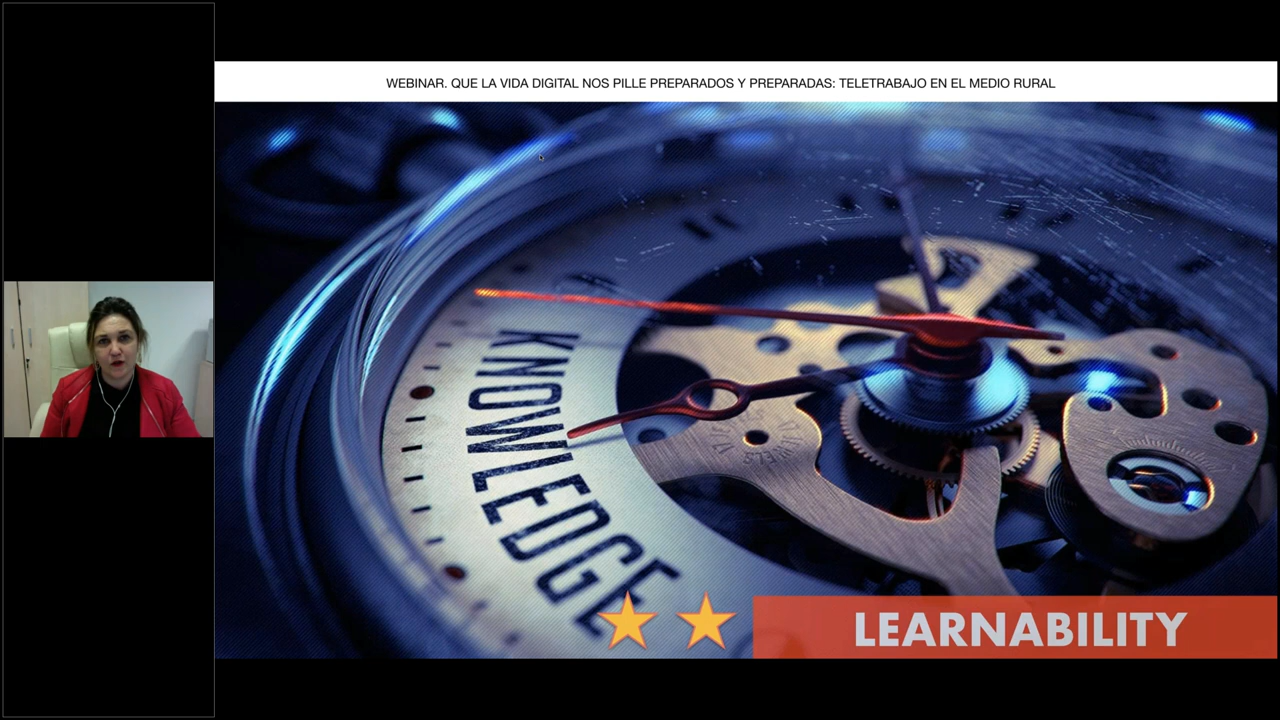 WEBINAR. QUE LA VIDA DIGITAL NOS PILLE PREPARADOS Y PREPARADAS: TELETRABAJO EN EL MEDIO RURAL
KNOWLEDGE
LEARNABILITY